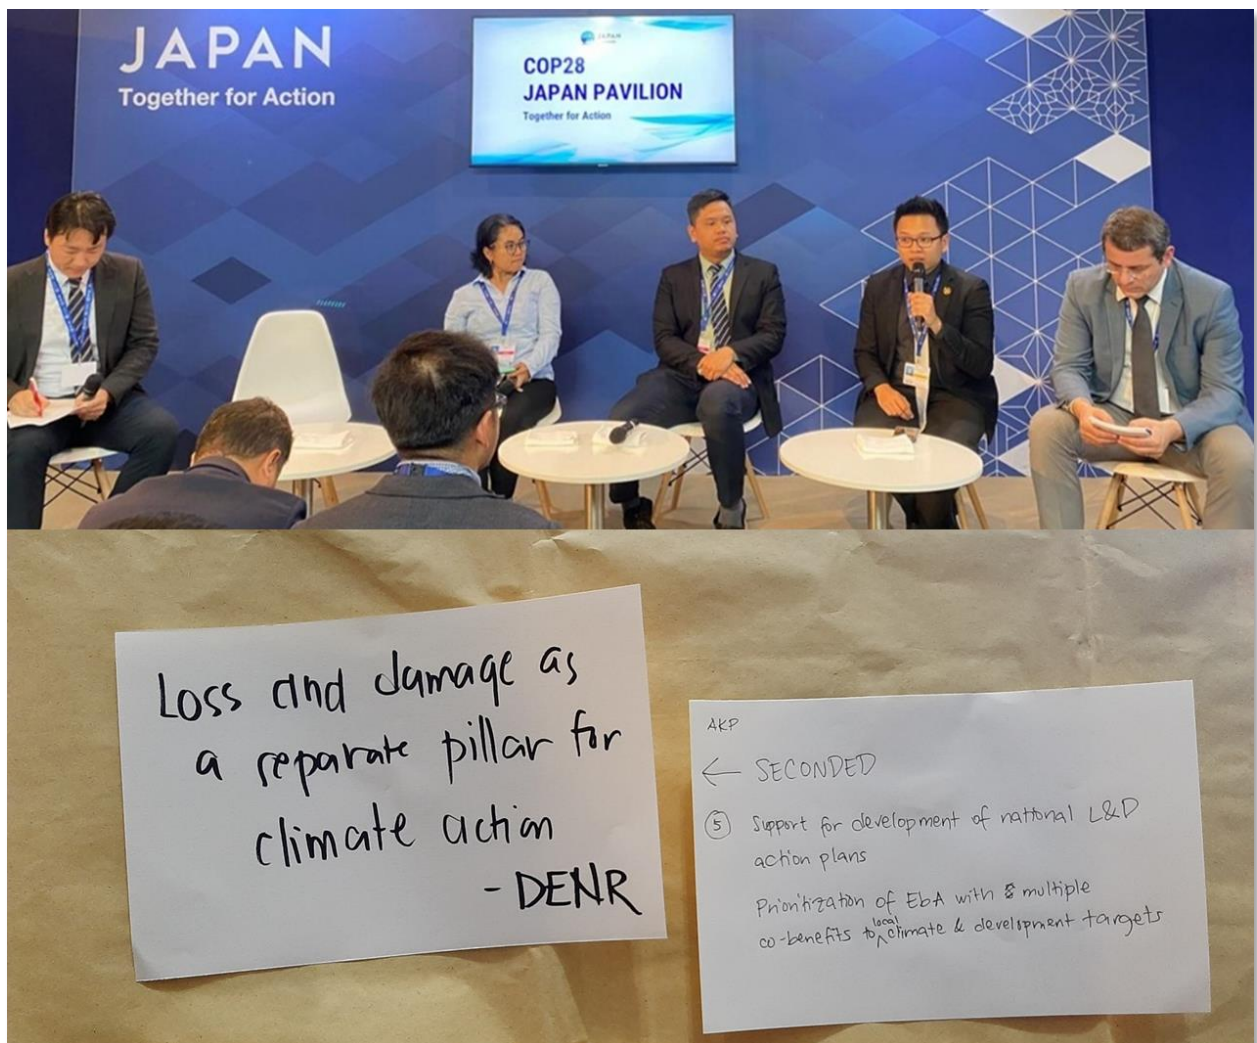 JAPAN
Together for Action
JAPAN
COP28
JAPAN PAVILION
Together for Action
Loss and damage as
a separate pillar for
climate action
- DENR
AKP
← SECONDED
⑤ Support for development of national L&D
action plans
Prioritization of EbA with multiple
co-benefits to local climate & development targets